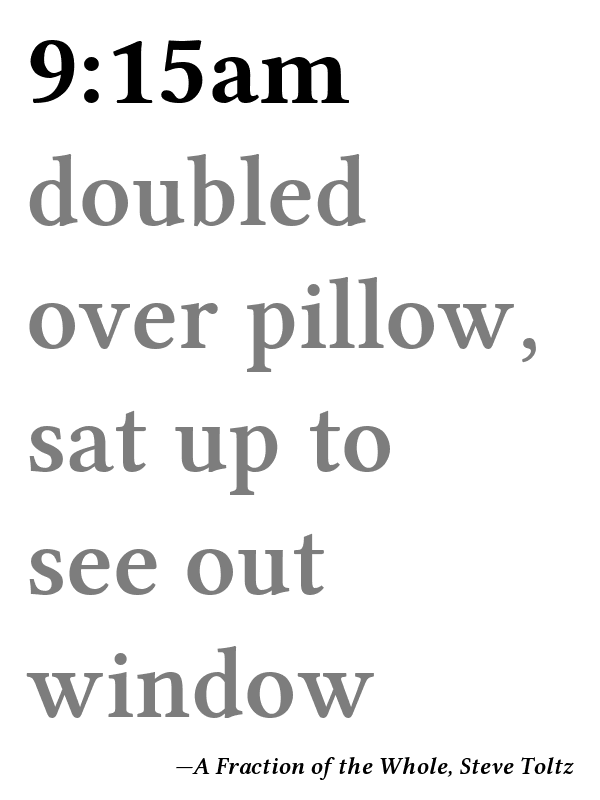 9:15am
doubled
over pillow,
sat up to
see out
window
—A Fraction of the Whole, Steve Toltz